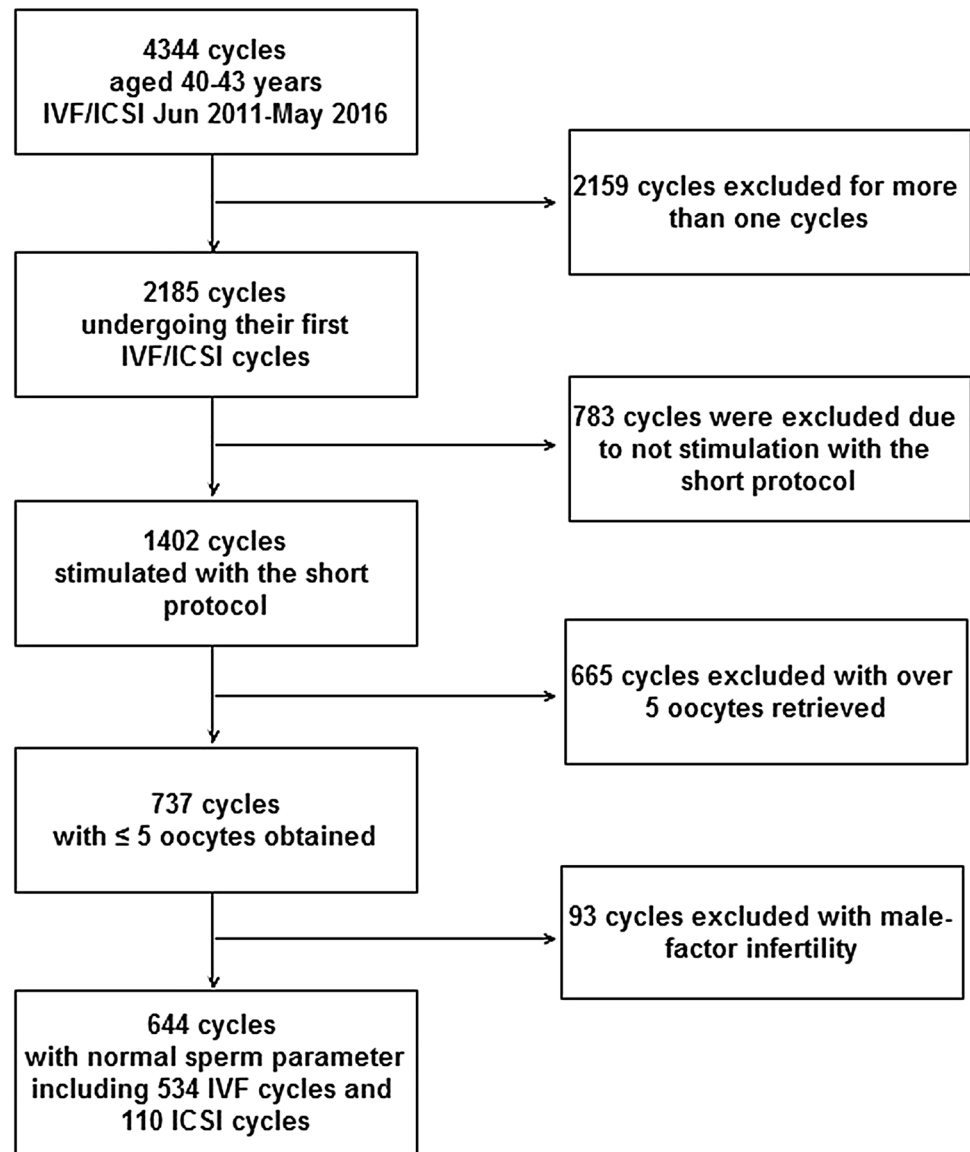 4344 cycles
aged 40-43 years
IVF/ICSI Jun 2011-May 2016
2159 cycles excluded for more
than one cycles
2185 cycles
undergoing their first
IVF/ICSI cycles
783 cycles were excluded due
to not stimulation with the
short protocol
1402 cycles
stimulated with the short
protocol
665 cycles excluded with over
5 oocytes retrieved
737 cycles
with ≤ 5 oocytes obtained
93 cycles excluded with male-
factor infertility
644 cycles
with normal sperm parameter
including 534 IVF cycles and
110 ICSI cycles